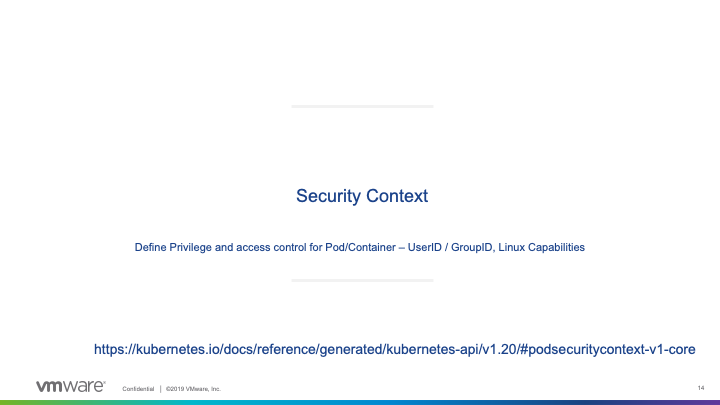 Security Context
Define Privilege and access control for Pod/Container – UserID / GroupID, Linux Capabilities
https://kubernetes.io/docs/reference/generated/kubernetes-api/v1.20/#podsecuritycontext-v1-core
vmware® Confidential | ©2019 VMware, Inc. 14